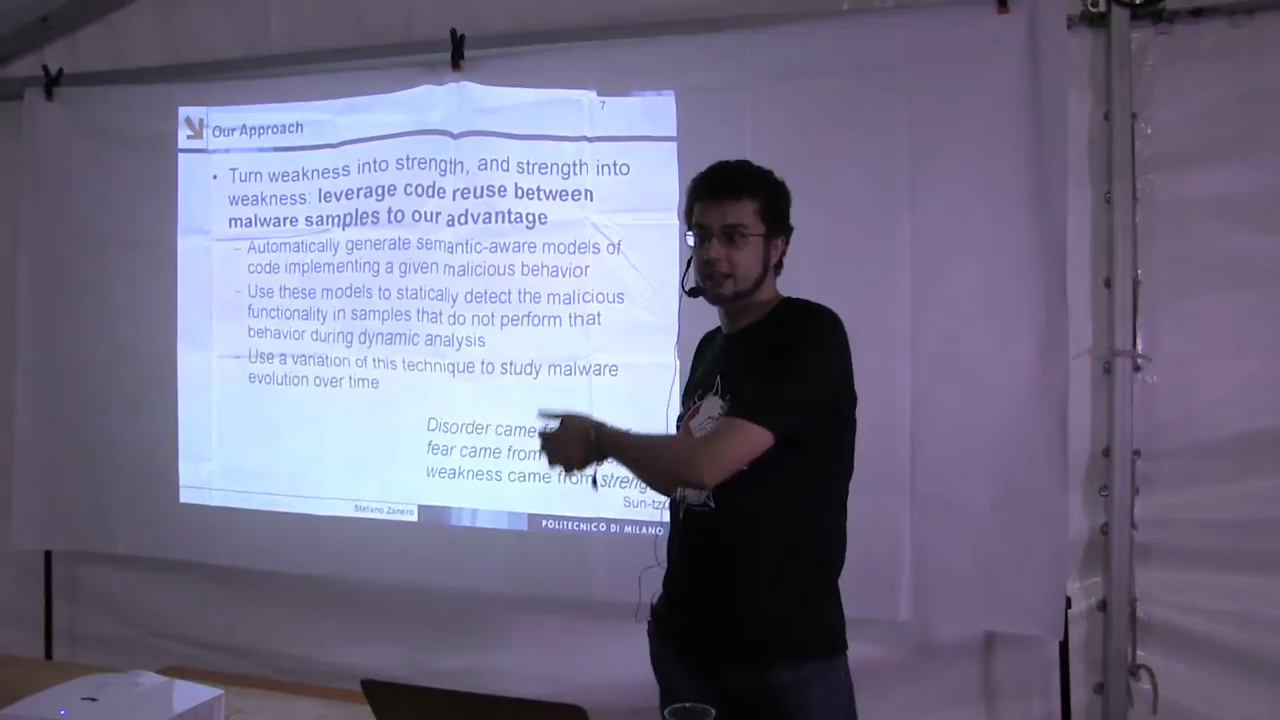 7
Our Approach
• Turn weakness into strength, and strength into
weakness: leverage code reuse between
malware samples to our advantage
– Automatically generate semantic-aware models of
code implementing a given malicious behavior
– Use these models to statically detect the malicious
functionality in samples that do not perform that
behavior during dynamic analysis
– Use a variation of this technique to study malware
evolution over time
Disorder came
fear came from
weakness came from
Sun-tzu
Stefano Zanero
POLITECNICO DI MILANO